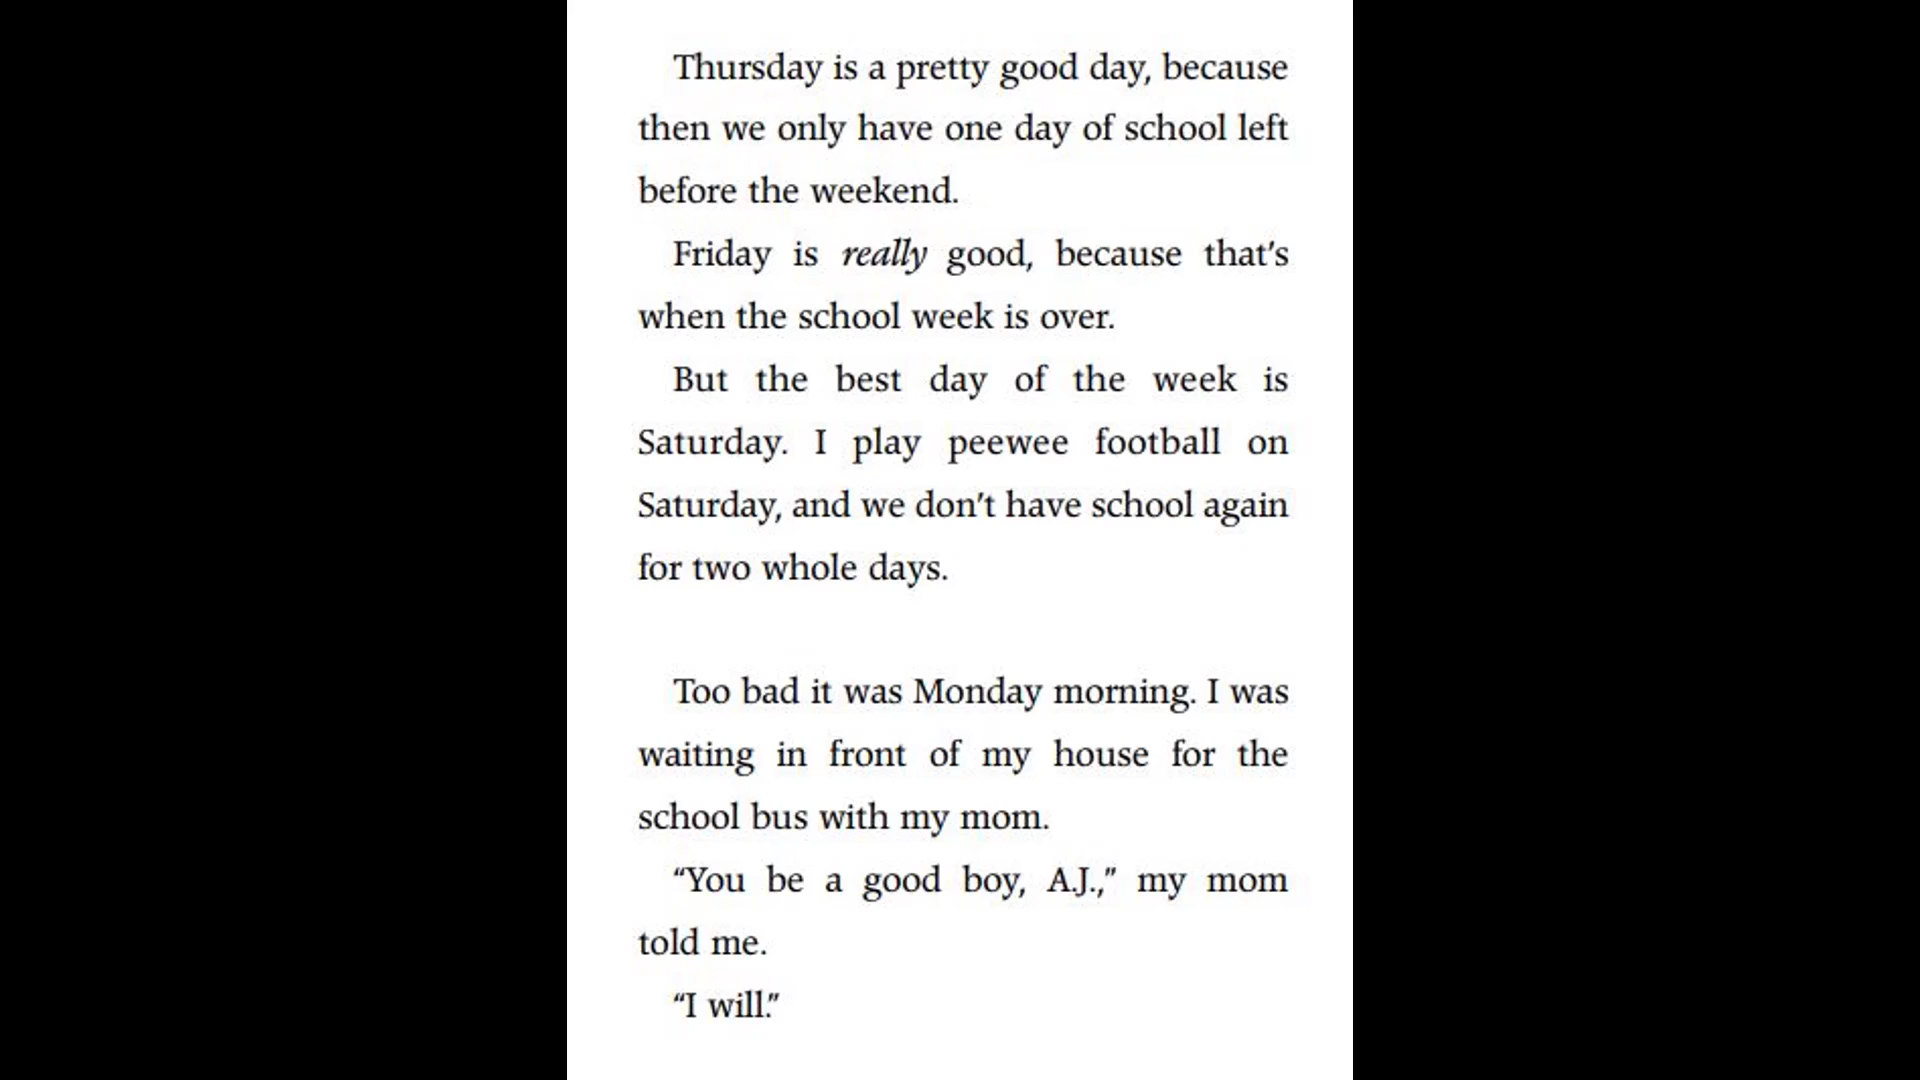 Thursday is a pretty good day, because
then we only have one day of school left
before the weekend.
Friday is really good, because that’s
when the school week is over.
But the best day of the week is
Saturday. I play peewee football on
Saturday, and we don’t have school again
for two whole days.
Too bad it was Monday morning. I was
waiting in front of my house for the
school bus with my mom.
“You be a good boy, A.J.,” my mom
told me.
“I will.”